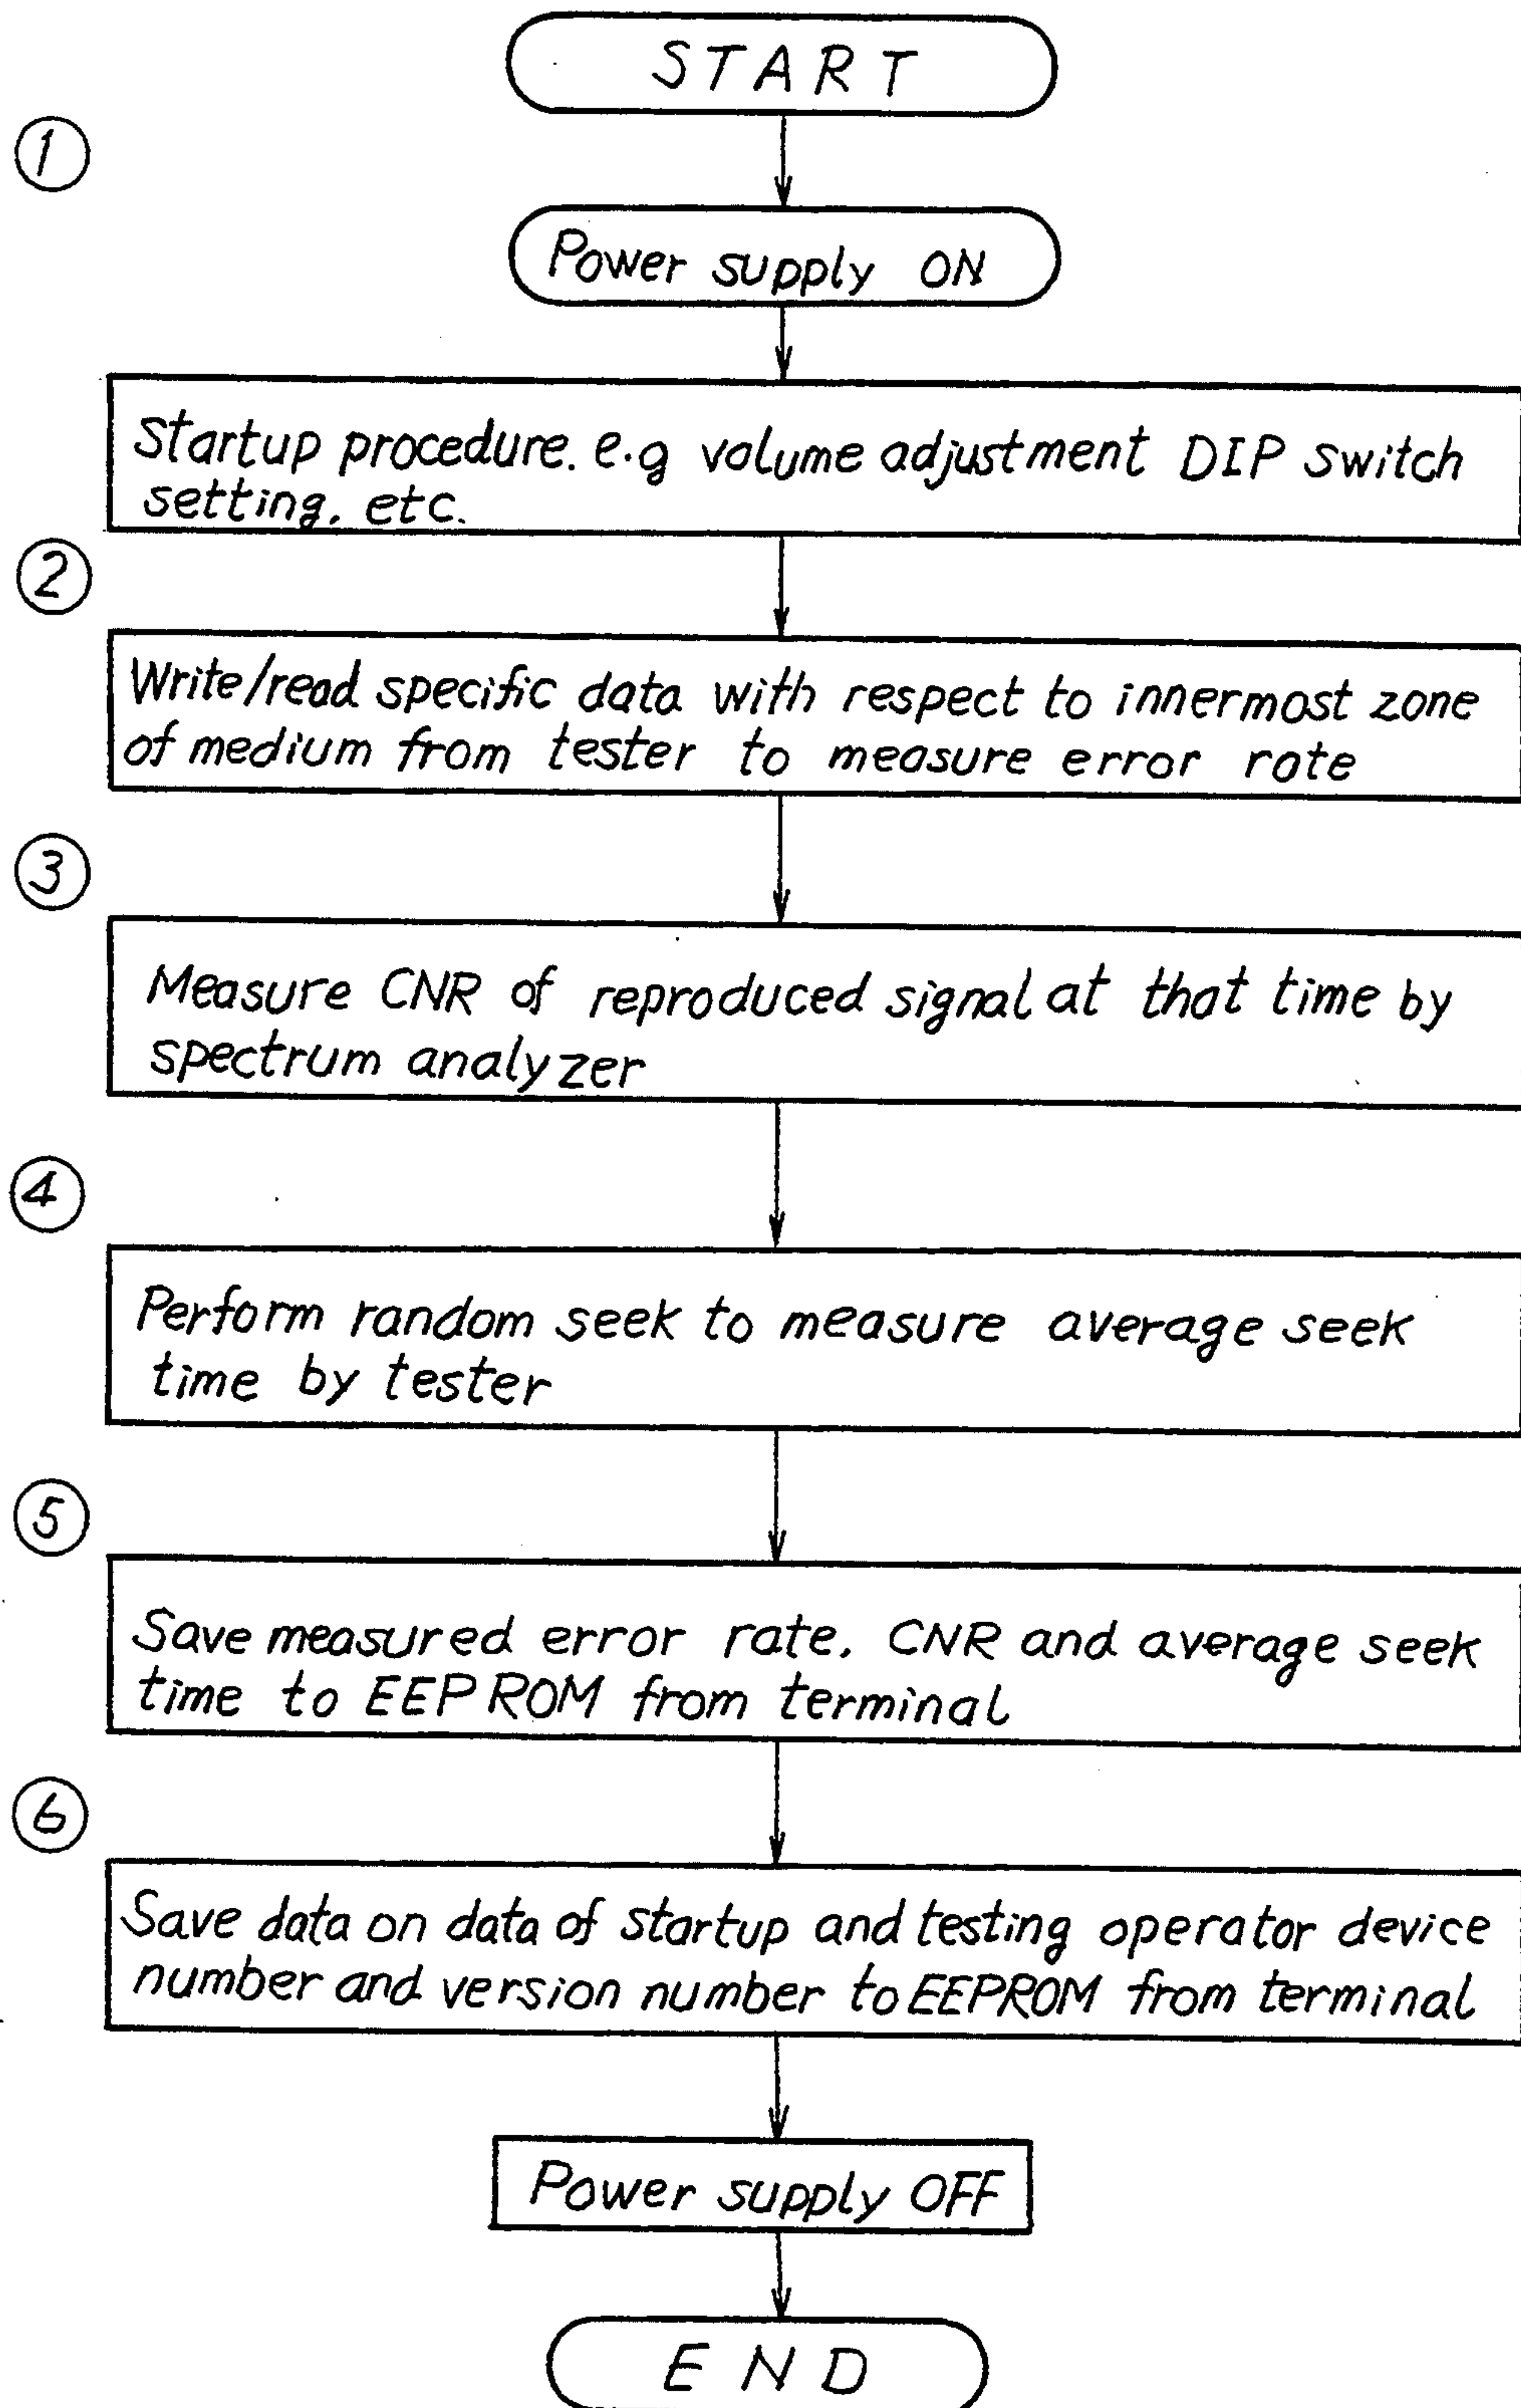 START
①
Power supply ON
Startup procedure. e.g volume adjustment DIP switch
setting. etc.
②
Write/read specific data with respect to innermost zone
of medium from tester to measure error rate
③
Measure CNR of reproduced signal at that time by
spectrum analyzer
④
Perform random seek to measure average seek
time by tester
⑤
Save measured error rate. CNR and average seek
time to EEPROM from terminal
⑥
Save data on data of startup and testing operator device
number and version number to EEPROM from terminal
Power supply OFF
END